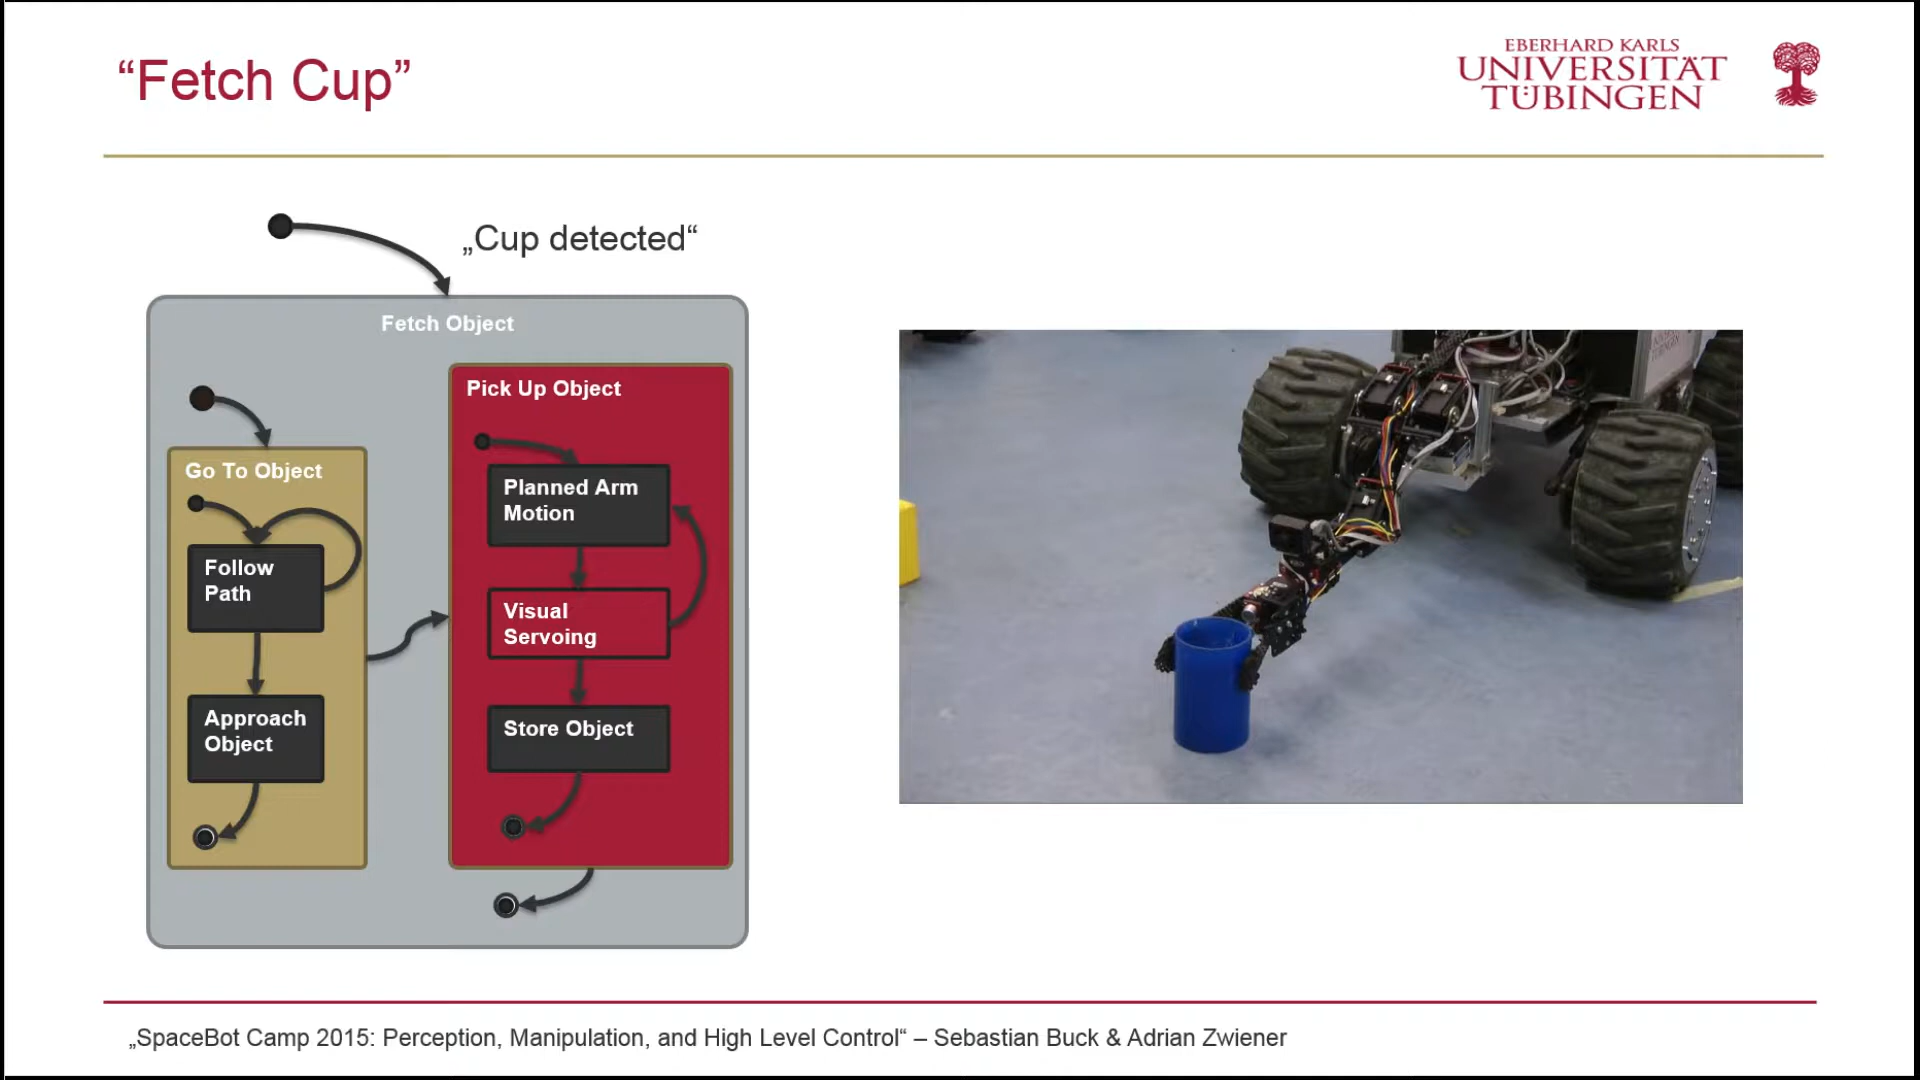 “Fetch Cup”
EBERHARD KARLS
UNIVERSITÄT
TÜBINGEN
„Cup detected“
Fetch Object
Pick Up Object
Go To Object
Planned Arm
Motion
Follow
Path
Visual
Servoing
Approach
Object
Store Object
TÜBINGEN
„SpaceBot Camp 2015: Perception, Manipulation, and High Level Control“ – Sebastian Buck & Adrian Zwiener